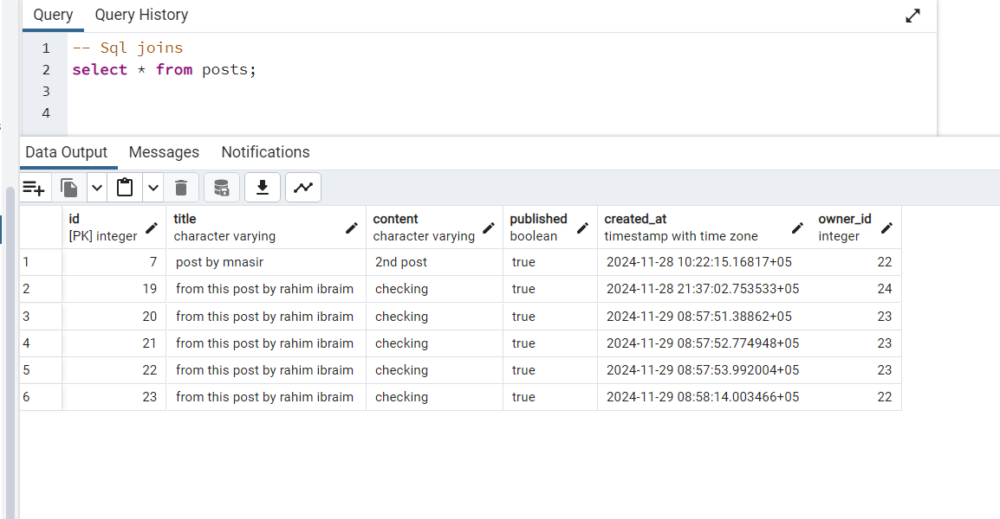 Query Query History
1 -- Sql joins
2 select * from posts;
3
4
Data Output Messages Notifications
id title content published created_at owner_id
[PK] integer character varying character varying boolean timestamp with time zone integer
1 7 post by mnasir 2nd post true 2024-11-28 10:22:15.16817+05 22
2 19 from this post by rahim ibraim checking true 2024-11-28 21:37:02.753533+05 24
3 20 from this post by rahim ibraim checking true 2024-11-29 08:57:51.38862+05 23
4 21 from this post by rahim ibraim checking true 2024-11-29 08:57:52.774948+05 23
5 22 from this post by rahim ibraim checking true 2024-11-29 08:57:53.992004+05 23
6 23 from this post by rahim ibraim checking true 2024-11-29 08:58:14.003466+05 22